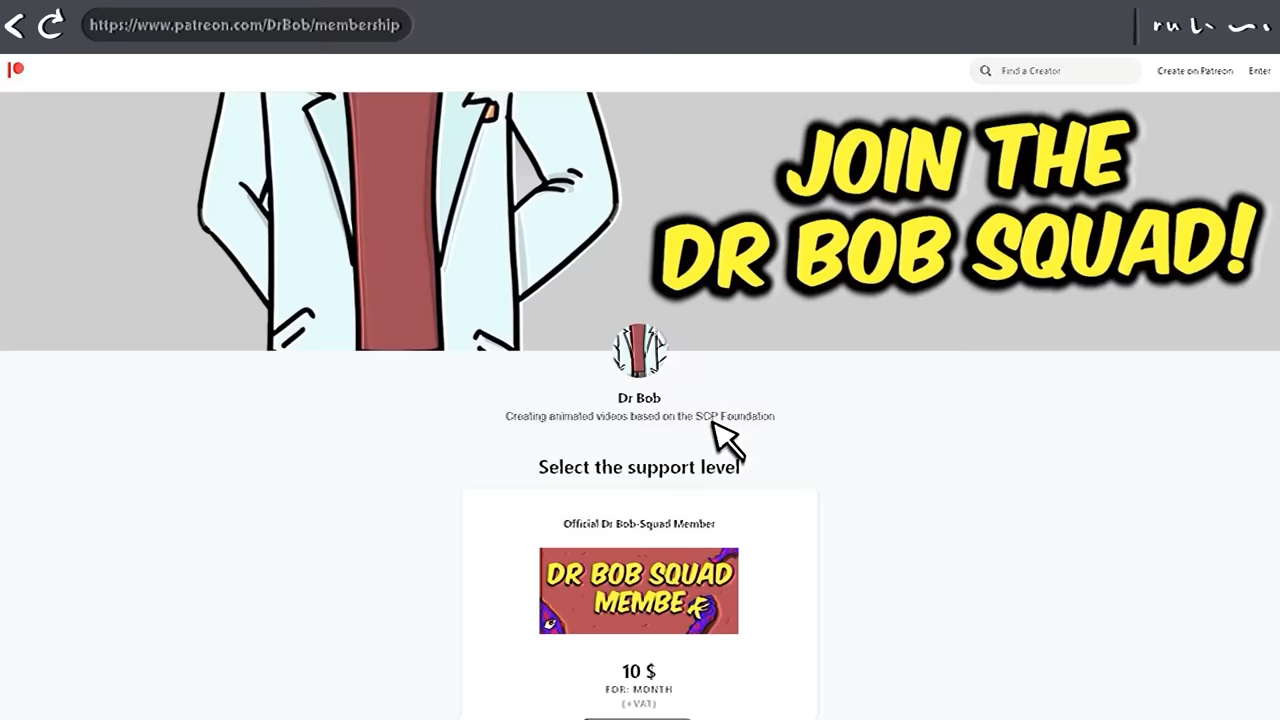 https://www.patreon.com/DrBob/membership
Find a Creator
Create on Patreon
Enter
JOIN THE
DR BOB SQUAD!
Dr Bob
Creating animated videos based on the SCP Foundation
Select the support level
Official Dr Bob-Squad Member
DR BOB SQUAD
MEMBER
10 $
FOR: MONTH
(+VAT)